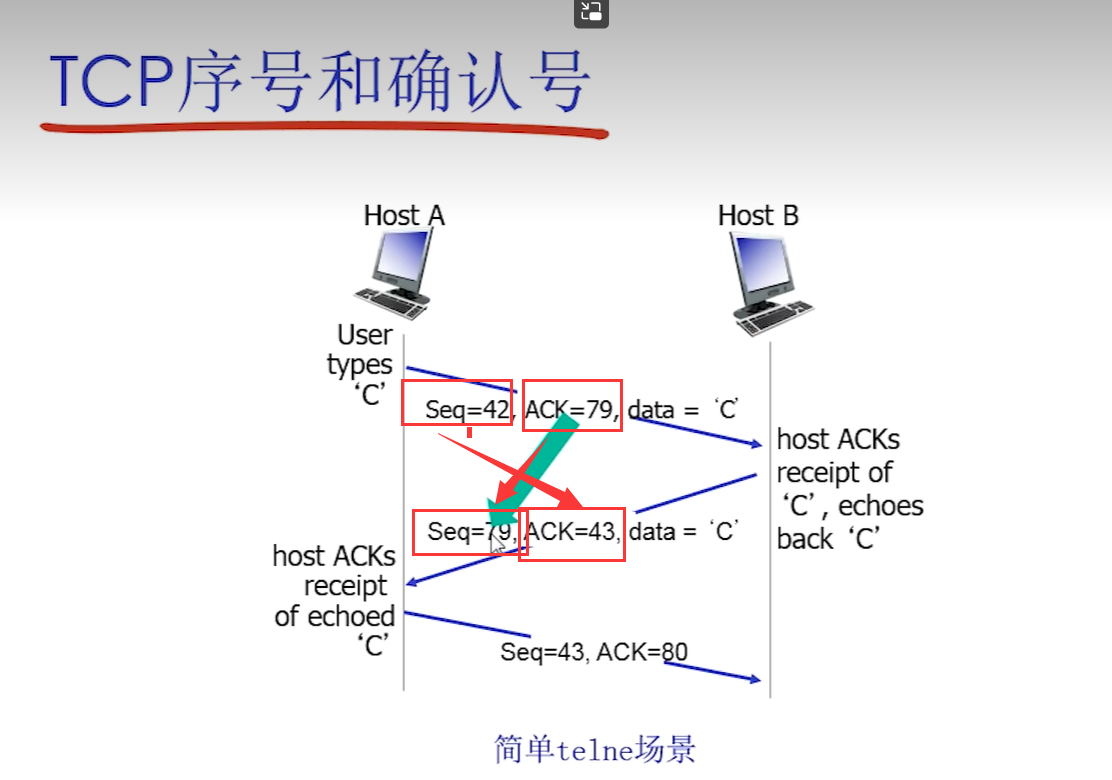 TCP序号和确认号
Host A
Host B
User
types
‘C’
Seq=42, ACK=79, data = ‘C’
host ACKs
receipt of
‘C’, echoes
back ‘C’
Seq=79, ACK=43, data = ‘C’
host ACKs
receipt
of echoed
‘C’
Seq=43, ACK=80
简单telne场景